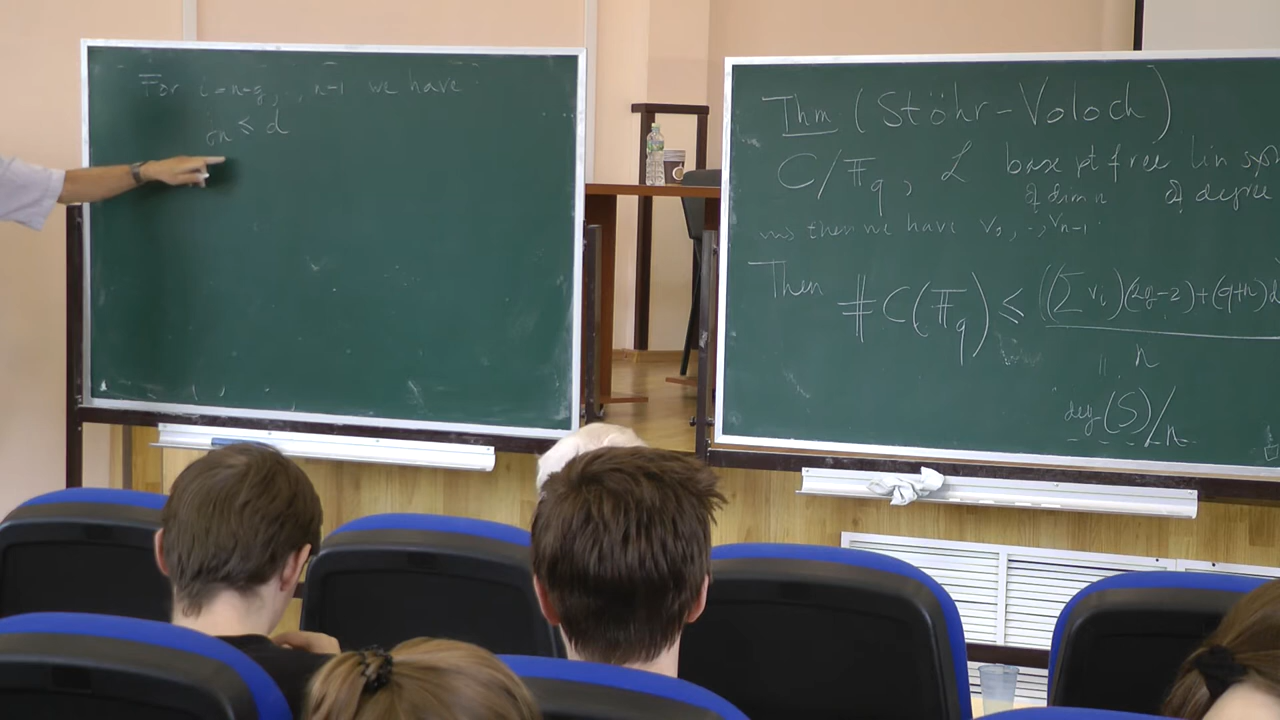 For i = n-g, .., n-1 we have
≤ d
Thm (Stöhr-Voloch)
C/𝔽_q, ℒ base pt free lin sys
of dim n of degree
then we have ν_0, .., ν_{n-1}.
Then #C(𝔽_q) ≤ ((∑ ν_i)(2g-2)+(q+n)d
n
deg(S)/n